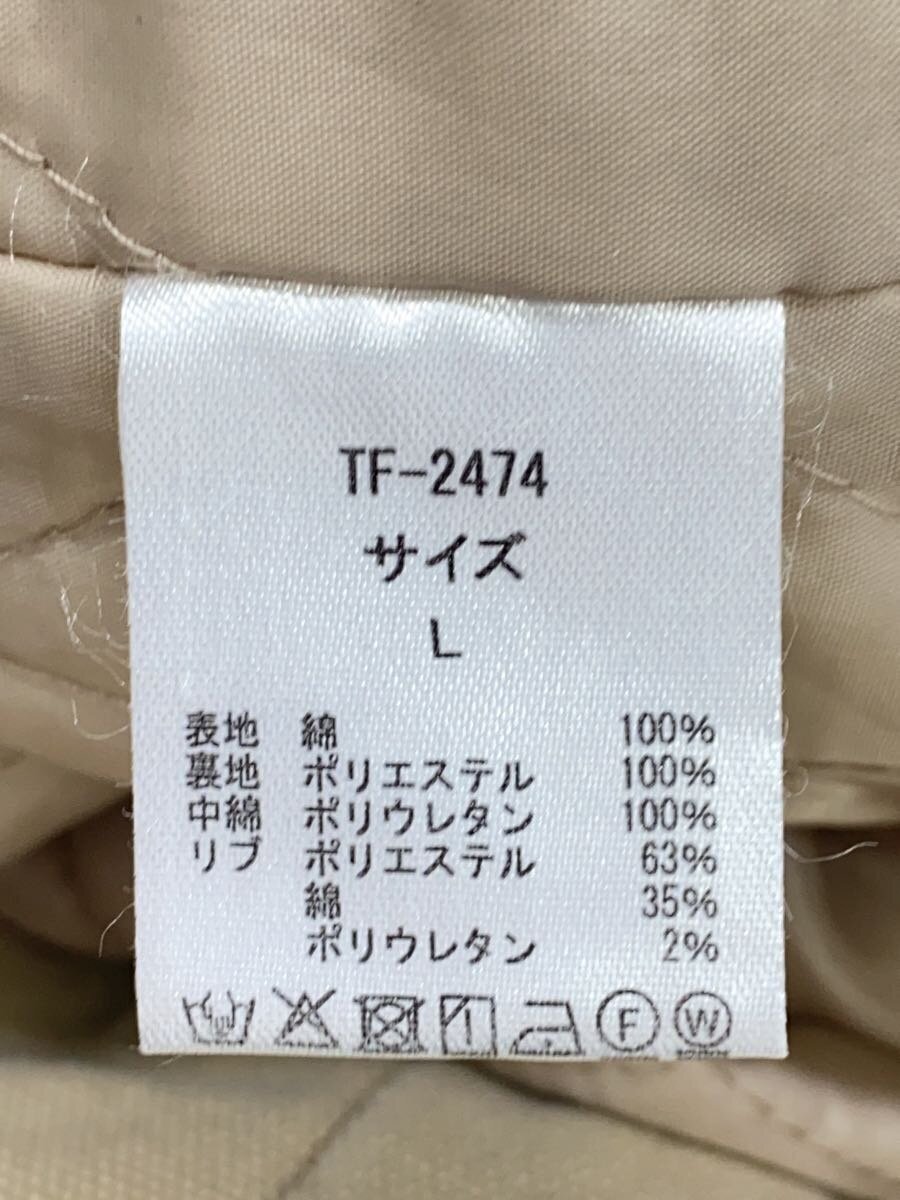 TF-2474
サイズ
L
表地 綿 100%
裏地 ポリエステル 100%
中綿 ポリウレタン 100%
リブ ポリエステル 63%
綿 35%
ポリウレタン 2%
F W